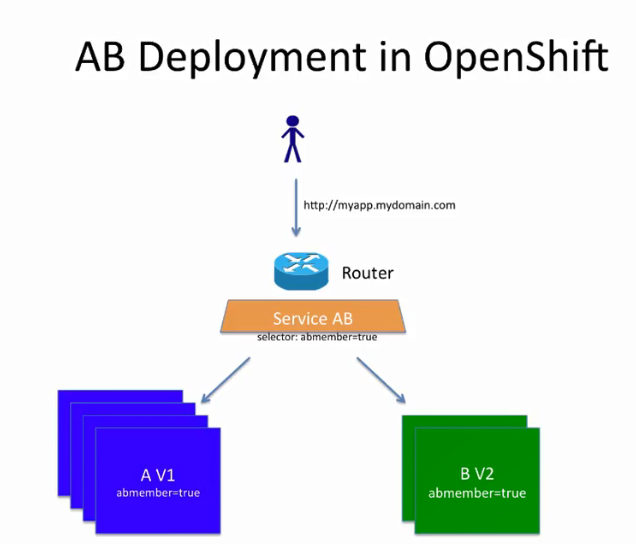 AB Deployment in OpenShift
http://myapp.mydomain.com
Router
Service AB
selector: abmember=true
A V1
abmember=true
B V2
abmember=true